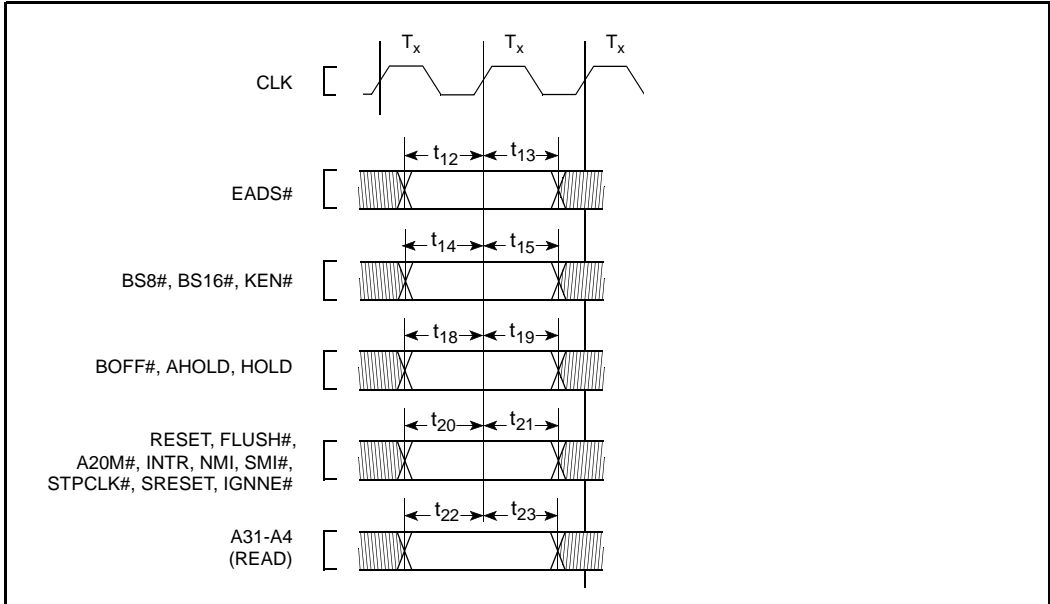 Tx Tx Tx
CLK
t12 t13
EADS#
t14 t15
BS8#, BS16#, KEN#
t18 t19
BOFF#, AHOLD, HOLD
t20 t21
RESET, FLUSH#,
A20M#, INTR, NMI, SMI#,
STPCLK#, SRESET, IGNNE#
t22 t23
A31-A4
(READ)